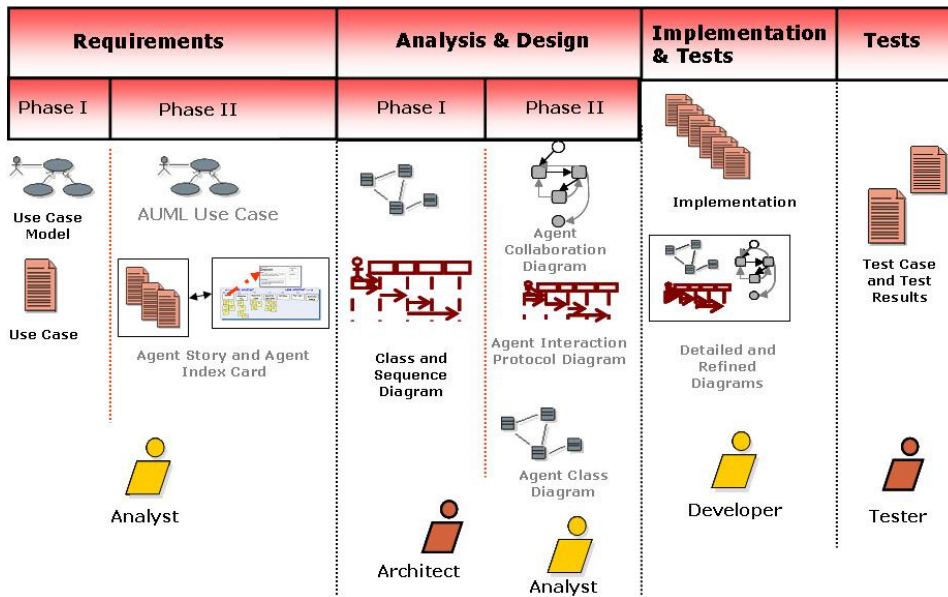 Requirements
Analysis & Design
Implementation
& Tests
Tests
Phase I
Phase II
Phase I
Phase II
Use Case
Model
Use Case
AUML Use Case
Agent Story and Agent
Index Card
Analyst
Class and
Sequence
Diagram
Architect
Agent
Collaboration
Diagram
Agent Interaction
Protocol Diagram
Agent Class
Diagram
Analyst
Implementation
Detailed and
Refined
Diagrams
Developer
Test Case
and Test
Results
Tester